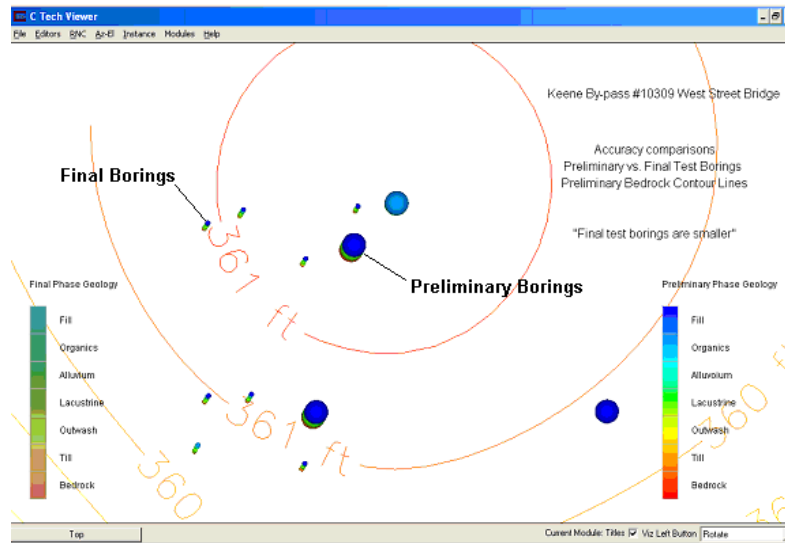 C Tech Viewer
File Editors RNC Az-El Instance Modules Help
Keene By-pass #10309 West Street Bridge
Accuracy comparisons
Preliminary vs. Final Test Borings
Preliminary Bedrock Contour Lines
"Final test borings are smaller"
Final Borings
Preliminary Borings
361 ft
361 ft
360
360 ft
Final Phase Geology
Fill
Organics
Alluvium
Lacustrine
Outwash
Till
Bedrock
Preliminary Phase Geology
Fill
Organics
Alluvoium
Lacustrine
Outwash
Till
Bedrock
Top
Current Module: Titles Viz Left Button Rotate